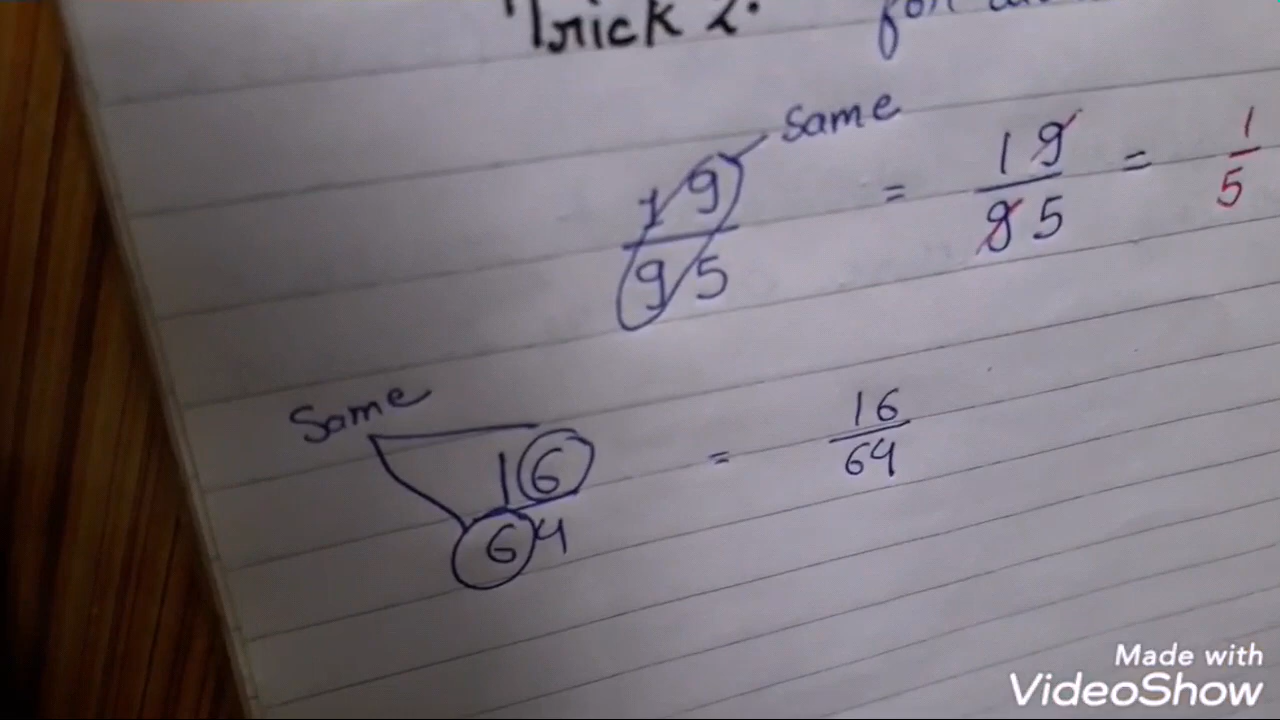 Trick 2.
same
19/95 = 19/95 = 1/5
Same
16/64 = 16/64
Made with
VideoShow